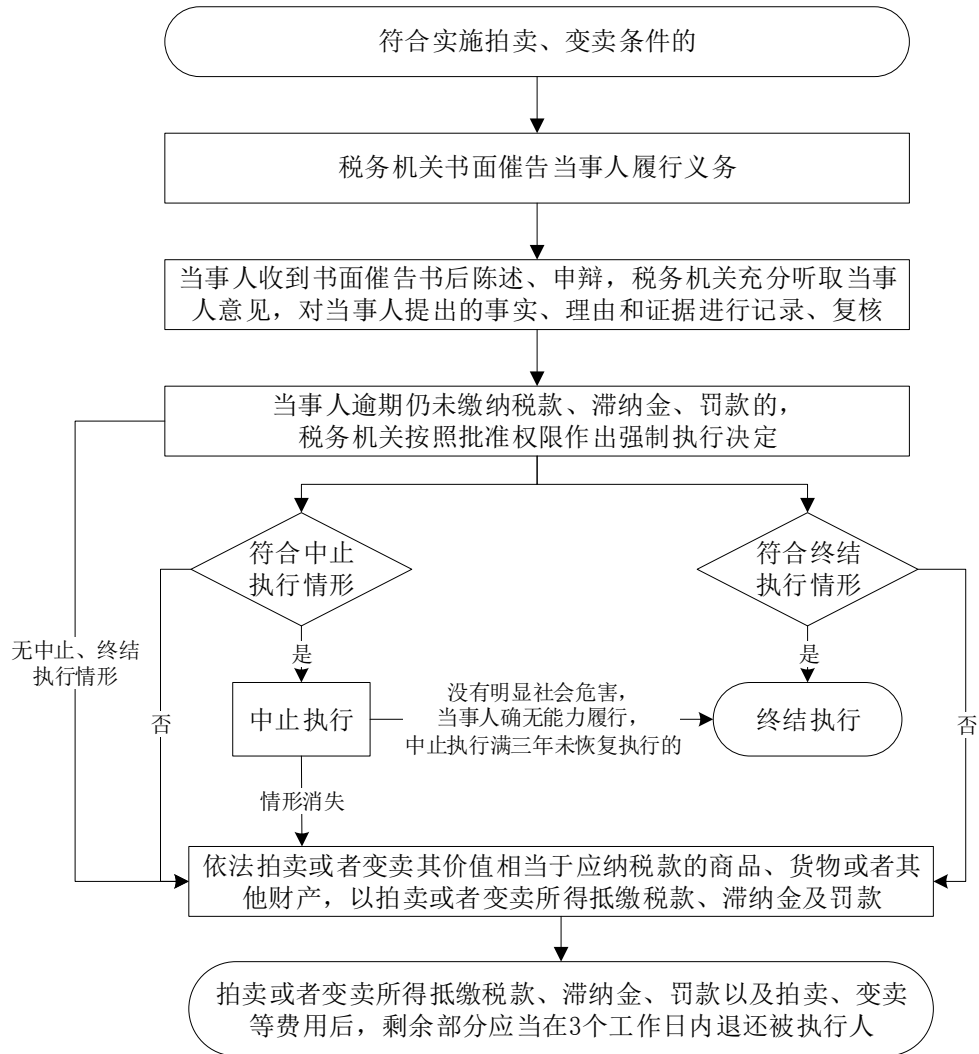 符合实施拍卖、变卖条件的
税务机关书面催告当事人履行义务
当事人收到书面催告书后陈述、申辩，税务机关充分听取当事
人意见，对当事人提出的事实、理由和证据进行记录、复核
当事人逾期仍未缴纳税款、滞纳金、罚款的，
税务机关按照批准权限作出强制执行决定
符合中止
执行情形
符合终结
执行情形
无中止、终结
执行情形
是
是
否
中止执行
没有明显社会危害，
当事人确无能力履行，
中止执行满三年未恢复执行的
终结执行
否
情形消失
依法拍卖或者变卖其价值相当于应纳税款的商品、货物或者其
他财产，以拍卖或者变卖所得抵缴税款、滞纳金及罚款
拍卖或者变卖所得抵缴税款、滞纳金、罚款以及拍卖、变卖
等费用后，剩余部分应当在3个工作日内退还被执行人